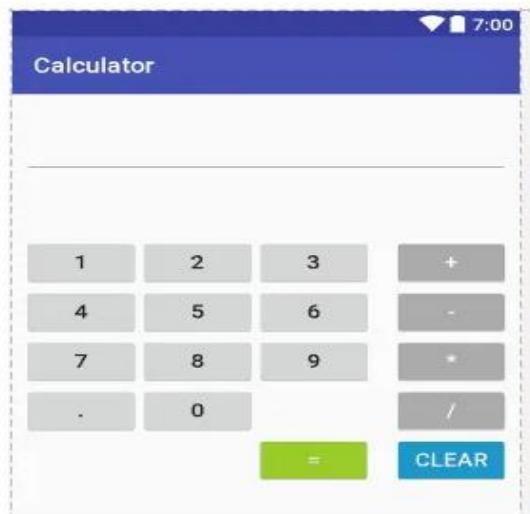 7:00
Calculator
1 2 3 +
4 5 6 -
7 8 9 *
. 0 /
= CLEAR